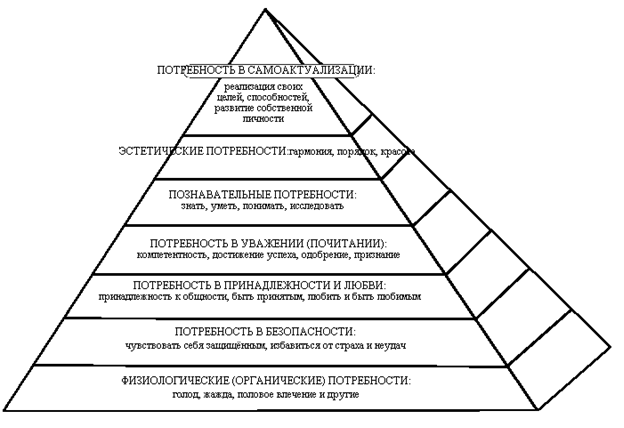 ПОТРЕБНОСТЬ В САМОАКТУАЛИЗАЦИИ:
реализация своих
целей, способностей,
развитие собственной
личности
ЭСТЕТИЧЕСКИЕ ПОТРЕБНОСТИ:гармония, порядок, красота
ПОЗНАВАТЕЛЬНЫЕ ПОТРЕБНОСТИ:
знать, уметь, понимать, исследовать
ПОТРЕБНОСТЬ В УВАЖЕНИИ (ПОЧИТАНИИ):
компетентность, достижение успеха, одобрение, признание
ПОТРЕБНОСТЬ В ПРИНАДЛЕЖНОСТИ И ЛЮБВИ:
принадлежность к общности, быть принятым, любить и быть любимым
ПОТРЕБНОСТЬ В БЕЗОПАСНОСТИ:
чувствовать себя защищённым, избавиться от страха и неудач
ФИЗИОЛОГИЧЕСКИЕ (ОРГАНИЧЕСКИЕ) ПОТРЕБНОСТИ:
голод, жажда, половое влечение и другие